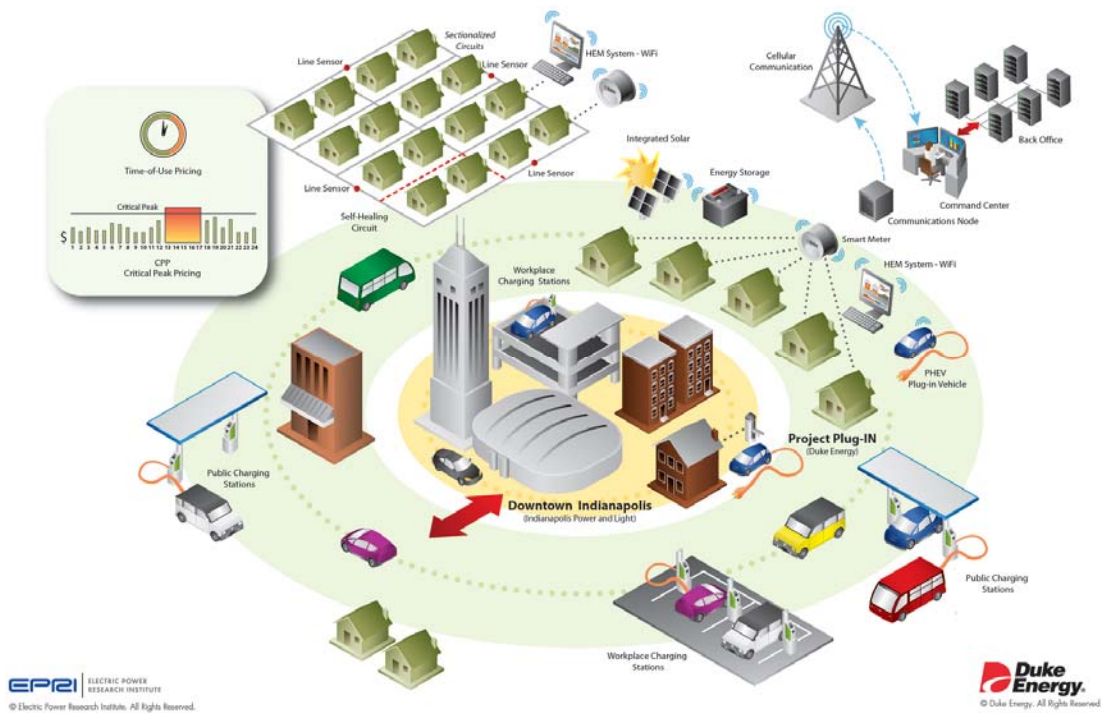 Sectionalized
Circuits
Line Sensor
Line Sensor
HEM System - WiFi
Cellular
Communication
Back Office
Command Center
Communications Node
Time-of-Use Pricing
Critical Peak
$
1 2 3 4 5 6 7 8 9 10 11 12 13 14 15 16 17 18 19 20 21 22 23 24
CPP
Critical Peak Pricing
Line Sensor
Line Sensor
Self-Healing
Circuit
Integrated Solar
Energy Storage
Smart Meter
HEM System - WiFi
Workplace
Charging Stations
PHEV
Plug-in Vehicle
Project Plug-IN
(Duke Energy)
Public Charging
Stations
Downtown Indianapolis
(Indianapolis Power and Light)
Public Charging
Stations
Workplace Charging
Stations
EPRI ELECTRIC POWER
RESEARCH INSTITUTE
© Electric Power Research Institute. All Rights Reserved.
Duke
Energy®
© Duke Energy. All Rights Reserved